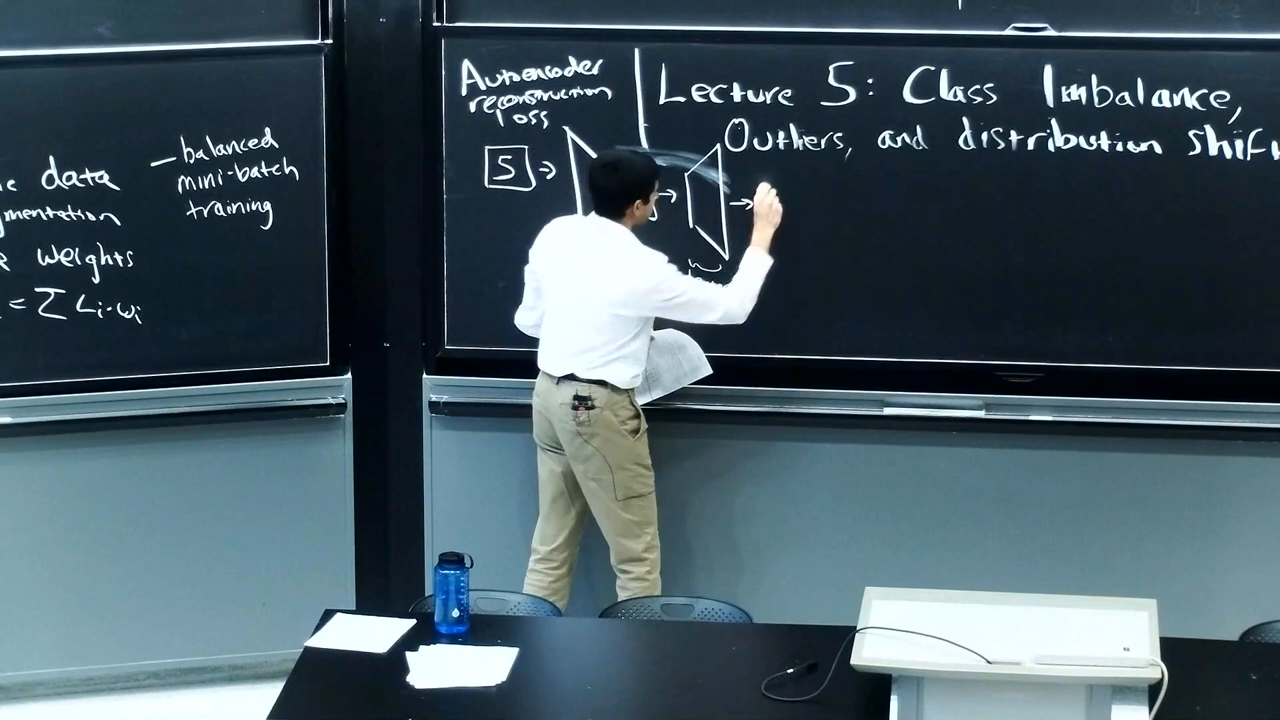 data
weights
= Σ Li·wi
– balanced
mini-batch
training
Autoencoder
reconstruction
loss
5
Lecture 5: Class Imbalance,
Outliers, and distribution shift